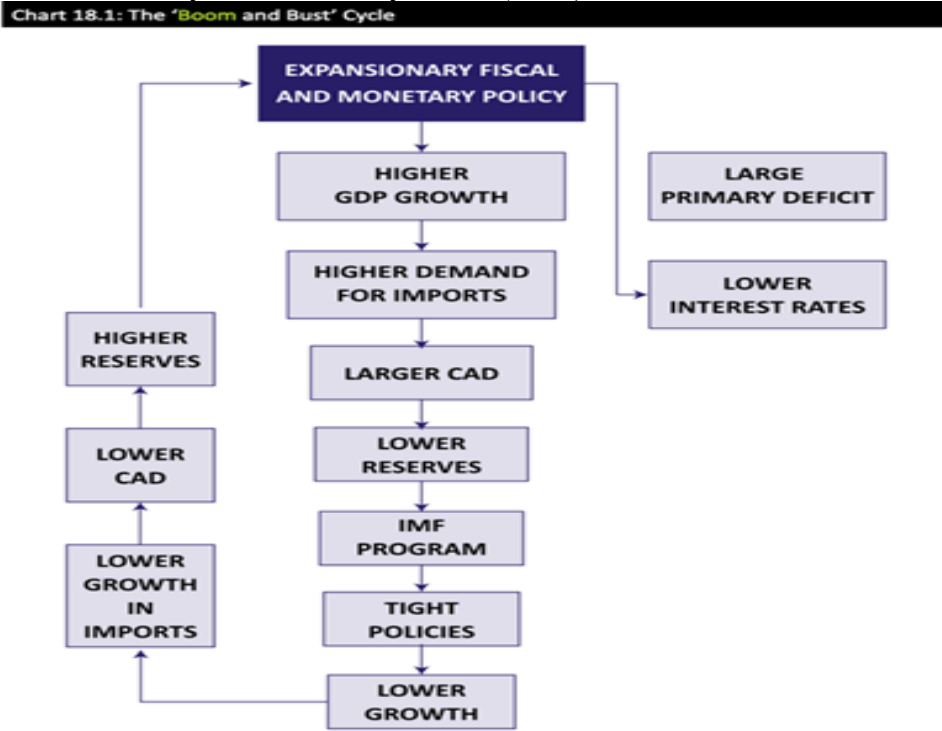 Chart 18.1: The ‘Boom and Bust’ Cycle
EXPANSIONARY FISCAL
AND MONETARY POLICY
HIGHER
GDP GROWTH
LARGE
PRIMARY DEFICIT
HIGHER DEMAND
FOR IMPORTS
LOWER
INTEREST RATES
HIGHER
RESERVES
LARGER CAD
LOWER
CAD
LOWER
RESERVES
IMF
PROGRAM
LOWER
GROWTH
IN
IMPORTS
TIGHT
POLICIES
LOWER
GROWTH